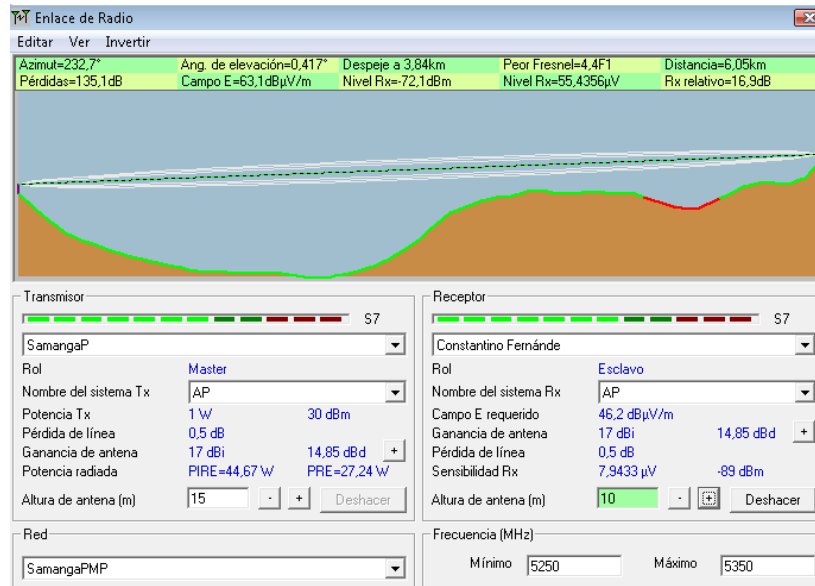 Enlace de Radio
Editar Ver Invertir
Azimut=232,7° Ang. de elevación=0,417° Despeje a 3,84km Peor Fresnel=4,4F1 Distancia=6,05km
Pérdidas=135,1dB Campo E=63,1dBµV/m Nivel Rx=-72,1dBm Nivel Rx=55,4356µV Rx relativo=16,9dB
Transmisor
S7
SamangaP
Rol Master
Nombre del sistema Tx AP
Potencia Tx 1 W 30 dBm
Pérdida de línea 0,5 dB
Ganancia de antena 17 dBi 14,85 dBd +
Potencia radiada PIRE=44,67 W PRE=27,24 W
Altura de antena (m) 15 - + Deshacer
Red
SamangaPMP
Receptor
S7
Constantino Fernánde
Rol Esclavo
Nombre del sistema Rx AP
Campo E requerido 46,2 dBµV/m
Ganancia de antena 17 dBi 14,85 dBd +
Pérdida de línea 0,5 dB
Sensibilidad Rx 7,9433 µV -89 dBm
Altura de antena (m) 10 - + Deshacer
Frecuencia (MHz)
Mínimo 5250 Máximo 5350